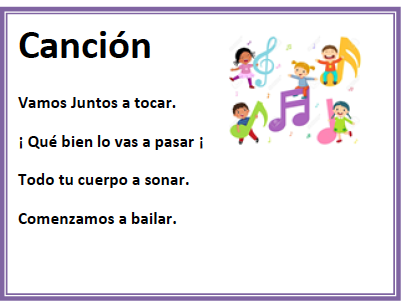 Canción
Vamos Juntos a tocar.
¡ Qué bien lo vas a pasar ¡
Todo tu cuerpo a sonar.
Comenzamos a bailar.